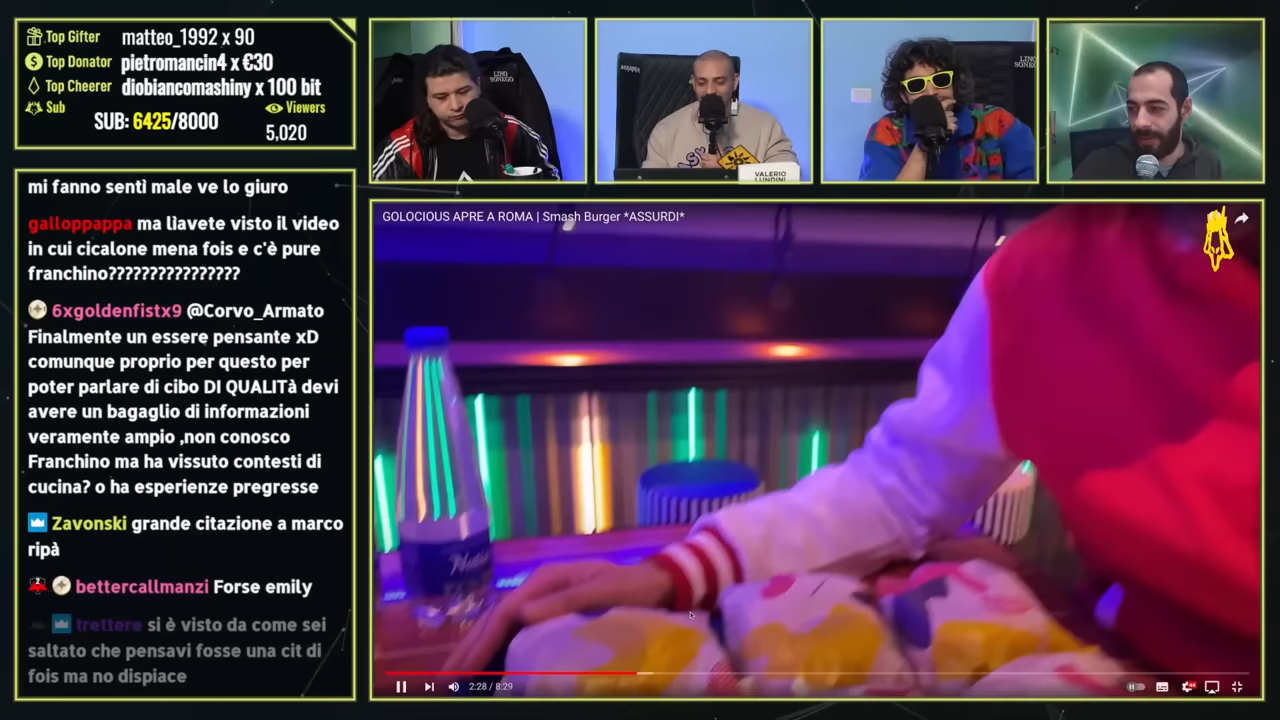 Top Gifter matteo_1992 x 90
Top Donator pietromancin4 x €30
Top Cheerer diobiancomashiny x 100 bit
Sub
SUB: 6425/8000
Viewers
5,020
mi fanno sentì male ve lo giuro
galloppappa ma llavete visto il video
in cui cicalone mena fois e c'è pure
franchino????????????????
6xgoldenfistx9 @Corvo_Armato
Finalmente un essere pensante xD
comunque proprio per questo per
poter parlare di cibo DI QUALITà devi
avere un bagaglio di informazioni
veramente ampio ,non conosco
Franchino ma ha vissuto contesti di
cucina? o ha esperienze pregresse
Zavonski grande citazione a marco
ripà
bettercallmanzi Forse emily
trettere si è visto da come sei
saltato che pensavi fosse una cit di
fois ma no dispiace
LINO
SONEGO
VALERIO
LUNDINI
LINO
SONEGO
GOLOCIOUS APRE A ROMA | Smash Burger *ASSURDI*
2:28 / 8:29